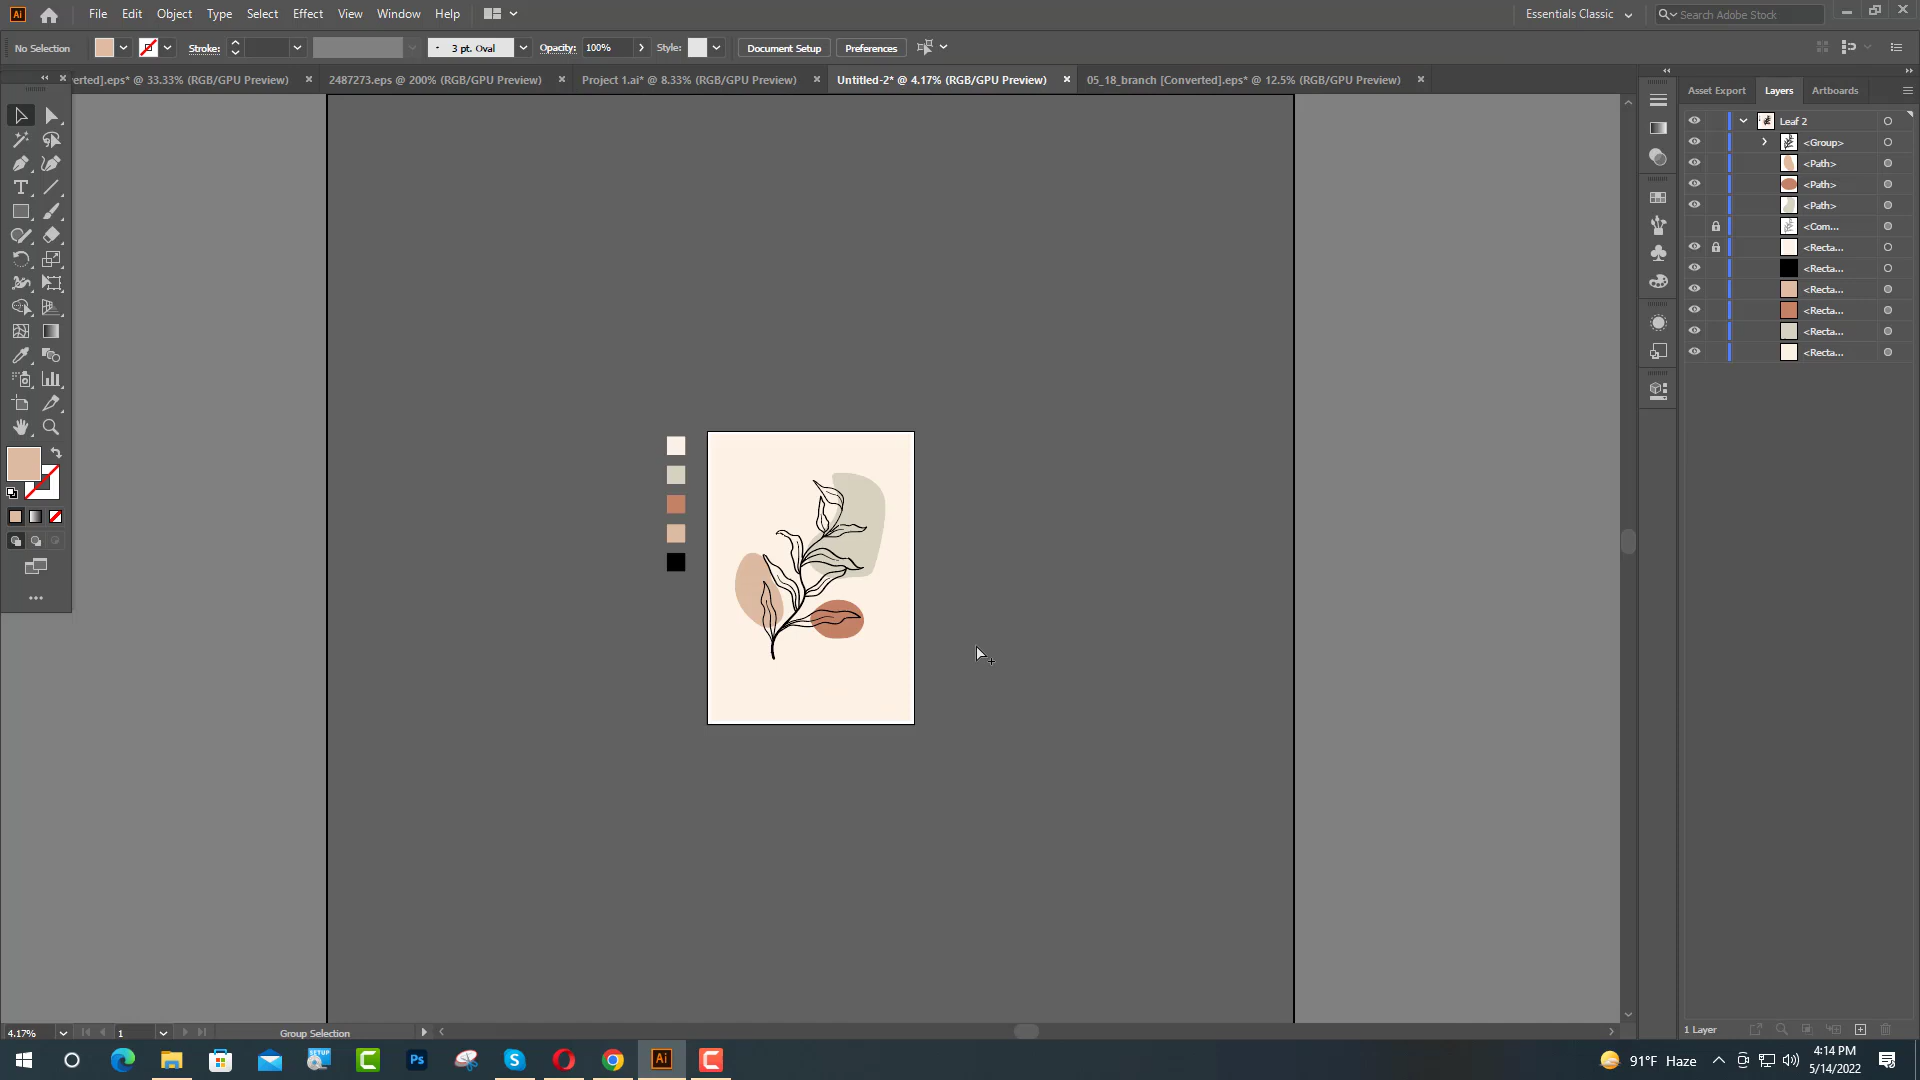 Ai File Edit Object Type Select Effect View Window Help Essentials Classic Search Adobe Stock
No Selection Stroke: 3 pt. Oval Opacity: 100% Style: Document Setup Preferences
erted].eps* @ 33.33% (RGB/GPU Preview) 2487273.eps @ 200% (RGB/GPU Preview) Project 1.ai* @ 8.33% (RGB/GPU Preview) Untitled-2* @ 4.17% (RGB/GPU Preview) 05_18_branch [Converted].eps* @ 12.5% (RGB/GPU Preview)
Asset Export Layers Artboards
Leaf 2
<Group>
<Path>
<Path>
<Path>
<Com...
<Recta...
<Recta...
<Recta...
<Recta...
<Recta...
<Recta...
4.17% 1 Group Selection 1 Layer
SETUP Ps S Ai C 91°F Haze 4:14 PM
5/14/2022